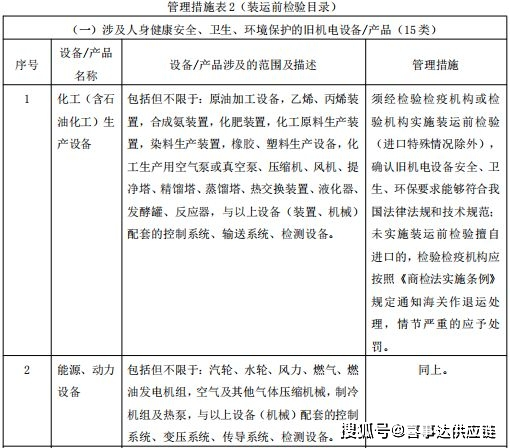 管理措施表2（装运前检验目录）
（一）涉及人身健康安全、卫生、环境保护的旧机电设备/产品（15类）
序号
设备/产品
名称
设备/产品涉及的范围及描述
管理措施
1
化工（含石
油化工）生
产设备
包括但不限于：原油加工设备，乙烯、丙烯装
置，合成氨装置，化肥装置，化工原料生产装
置，染料生产装置，橡胶、塑料生产设备，化
工生产用空气泵或真空泵、压缩机、风机、提
净塔、精馏塔、蒸馏塔、热交换装置、液化器、
发酵罐、反应器，与以上设备（装置、机械）
配套的控制系统、输送系统、检测设备。
须经检验检疫机构或检
验机构实施装运前检验
（进口特殊情况除外），
确认旧机电设备安全、卫
生、环保要求能够符合我
国法律法规和技术规范；
未实施装运前检验擅自
进口的，检验检疫机构应
按照《商检法实施条例》
规定通知海关作退运处
理，情节严重的应予处
罚。
2
能源、动力
设备
包括但不限于：汽轮、水轮、风力、燃气、燃
油发电机组，空气及其他气体压缩机械，制冷
机组及热泵，与以上设备（机械）配套的控制
系统、变压系统、传导系统、检测设备。
同上。
搜狐号@喜事达供应链